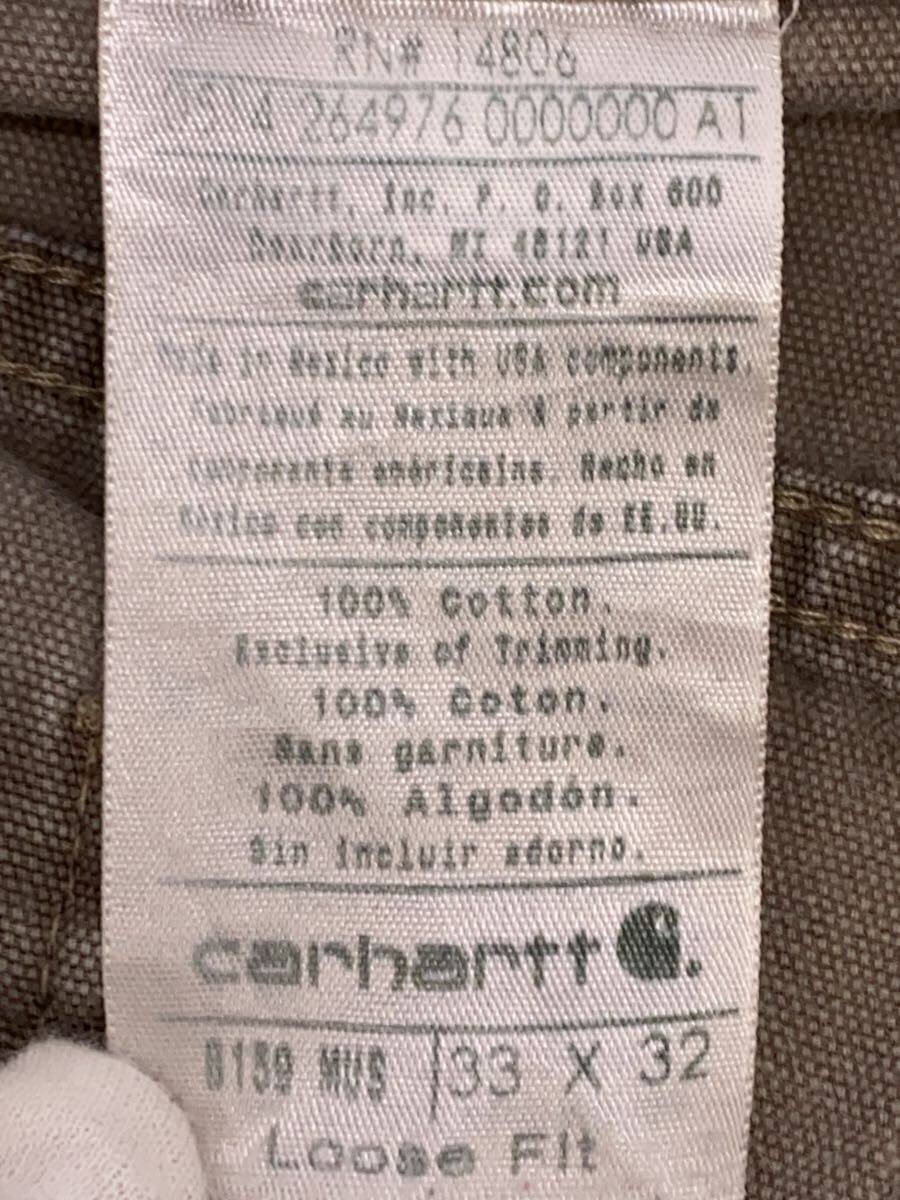 RN# 14806
264976 0000000 A1
Carhartt, Inc. P. O. Box 600
Dearborn, MI 48121 USA
carhartt.com
Made in Mexico with USA components.
Fabriqué au Mexique à partir de
composants américains. Hecho en
México con componentes de EE.UU.
100% Cotton.
Exclusive of Trimming.
100% Coton.
Sans garniture.
100% Algodón.
Sin incluir adorno.
carhartt
MUS 33 X 32
Loose Fit